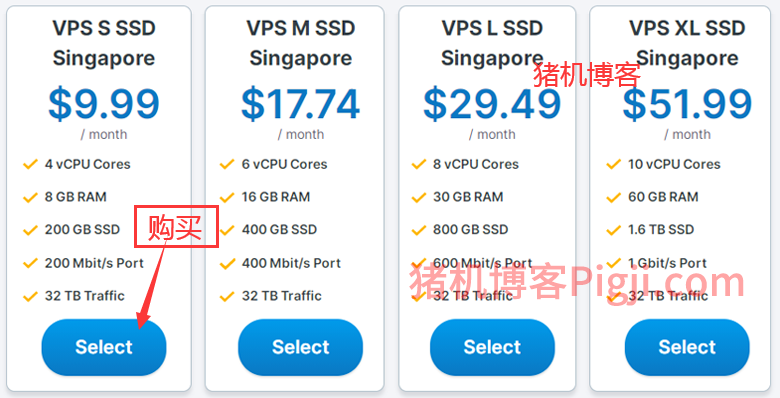 VPS S SSD
Singapore
$9.99
/ month
4 vCPU Cores
8 GB RAM
200 GB SSD
200 Mbit/s Port
32 TB Traffic
Select
购买
VPS M SSD
Singapore
$17.74
/ month
6 vCPU Cores
16 GB RAM
400 GB SSD
400 Mbit/s Port
32 TB Traffic
Select
VPS L SSD
Singapore
$29.49
/ month
8 vCPU Cores
30 GB RAM
800 GB SSD
600 Mbit/s Port
32 TB Traffic
Select
VPS XL SSD
Singapore
$51.99
/ month
10 vCPU Cores
60 GB RAM
1.6 TB SSD
1 Gbit/s Port
32 TB Traffic
Select
猪机博客
猪机博客Pigji.com